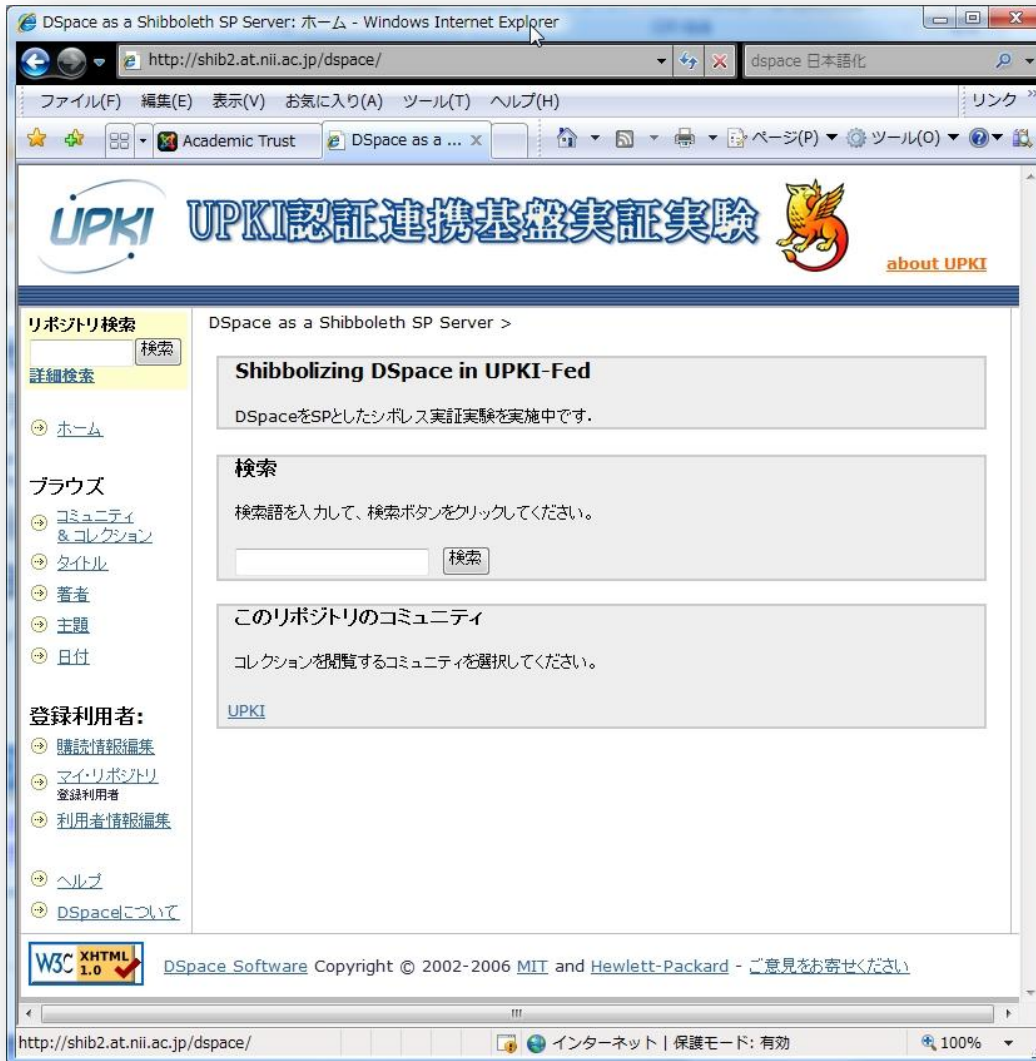 DSpace as a Shibboleth SP Server: ホーム - Windows Internet Explorer
http://shib2.at.nii.ac.jp/dspace/
dspace 日本語化
ファイル(F) 編集(E) 表示(V) お気に入り(A) ツール(T) ヘルプ(H)
リンク
Academic Trust
DSpace as a ...
ページ(P) ツール(O)
UPKI
UPKI認証連携基盤実証実験
about UPKI
リポジトリ検索
検索
詳細検索
ホーム
ブラウズ
コミュニティ
& コレクション
タイトル
著者
主題
日付
登録利用者:
購読情報編集
マイ・リポジトリ
登録利用者
利用者情報編集
ヘルプ
DSpaceについて
DSpace as a Shibboleth SP Server >
Shibbolizing DSpace in UPKI-Fed
DSpaceをSPとしたシボレス実証実験を実施中です.
検索
検索語を入力して、検索ボタンをクリックしてください。
検索
このリポジトリのコミュニティ
コレクションを閲覧するコミュニティを選択してください。
UPKI
W3C XHTML 1.0
DSpace Software Copyright © 2002-2006 MIT and Hewlett-Packard - ご意見をお寄せください
http://shib2.at.nii.ac.jp/dspace/
インターネット | 保護モード: 有効
100%